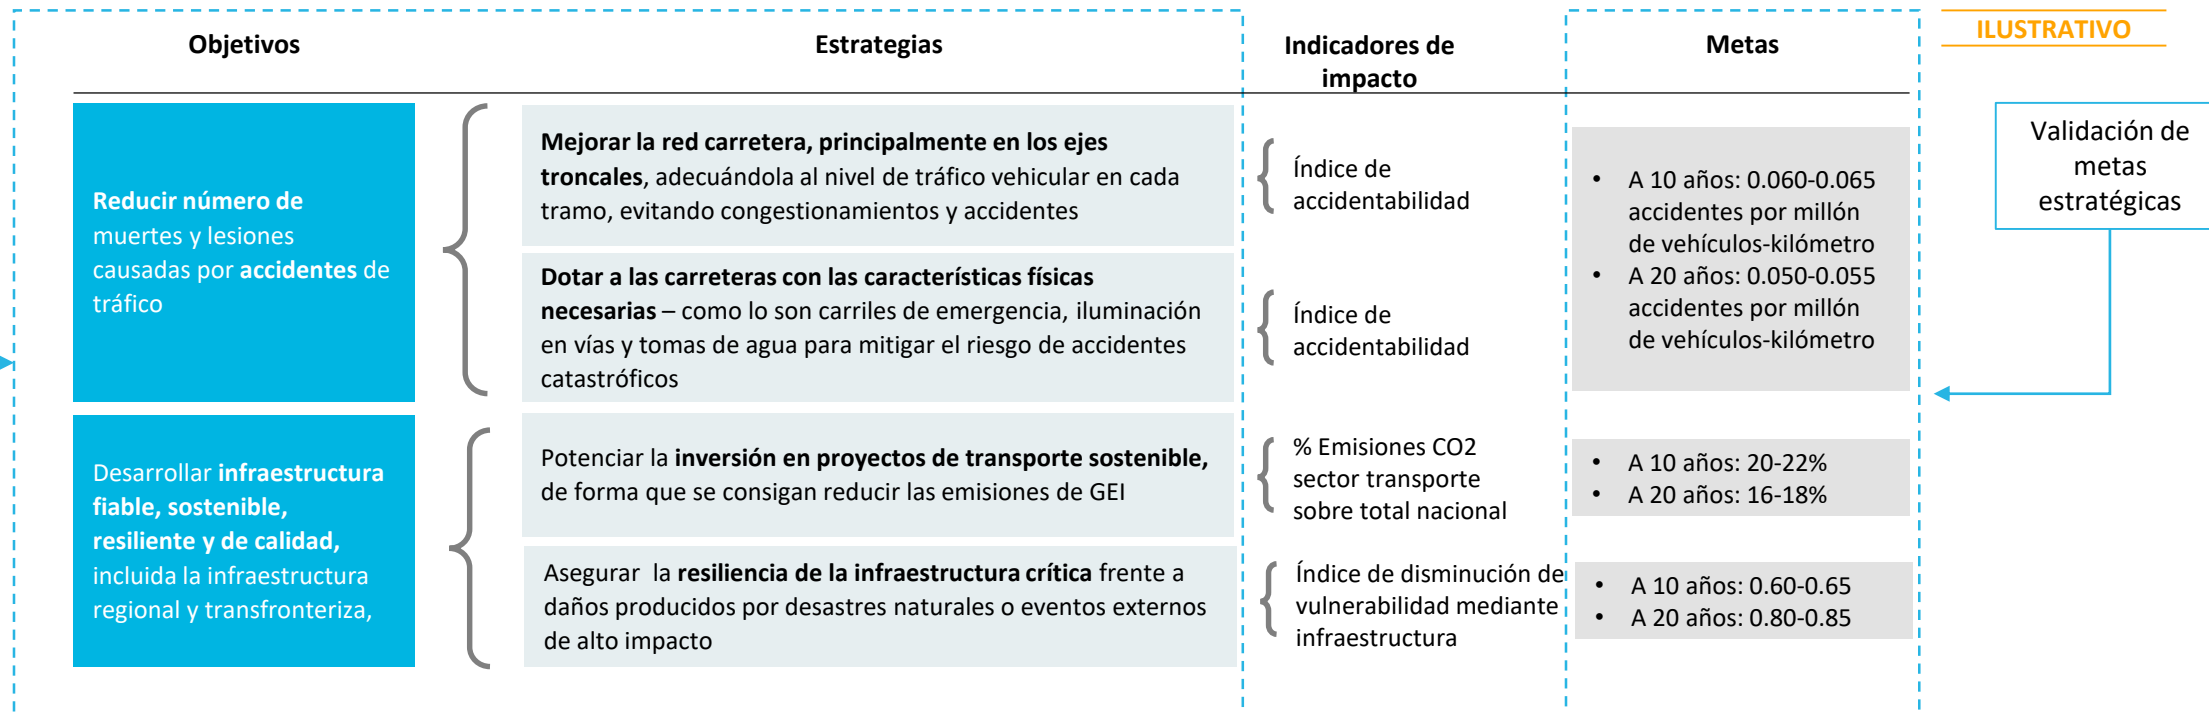 Objetivos
Estrategias
Indicadores de
impacto
Metas
ILUSTRATIVO
Reducir número de
muertes y lesiones
causadas por accidentes de
tráfico
Mejorar la red carretera, principalmente en los ejes
troncales, adecuándola al nivel de tráfico vehicular en cada
tramo, evitando congestionamientos y accidentes
Índice de
accidentabilidad
Dotar a las carreteras con las características físicas
necesarias – como lo son carriles de emergencia, iluminación
en vías y tomas de agua para mitigar el riesgo de accidentes
catastróficos
Índice de
accidentabilidad
• A 10 años: 0.060-0.065
accidentes por millón
de vehículos-kilómetro
• A 20 años: 0.050-0.055
accidentes por millón
de vehículos-kilómetro
Validación de
metas
estratégicas
Desarrollar infraestructura
fiable, sostenible,
resiliente y de calidad,
incluida la infraestructura
regional y transfronteriza,
Potenciar la inversión en proyectos de transporte sostenible,
de forma que se consigan reducir las emisiones de GEI
% Emisiones CO2
sector transporte
sobre total nacional
• A 10 años: 20-22%
• A 20 años: 16-18%
Asegurar la resiliencia de la infraestructura crítica frente a
daños producidos por desastres naturales o eventos externos
de alto impacto
Índice de disminución de
vulnerabilidad mediante
infraestructura
• A 10 años: 0.60-0.65
• A 20 años: 0.80-0.85